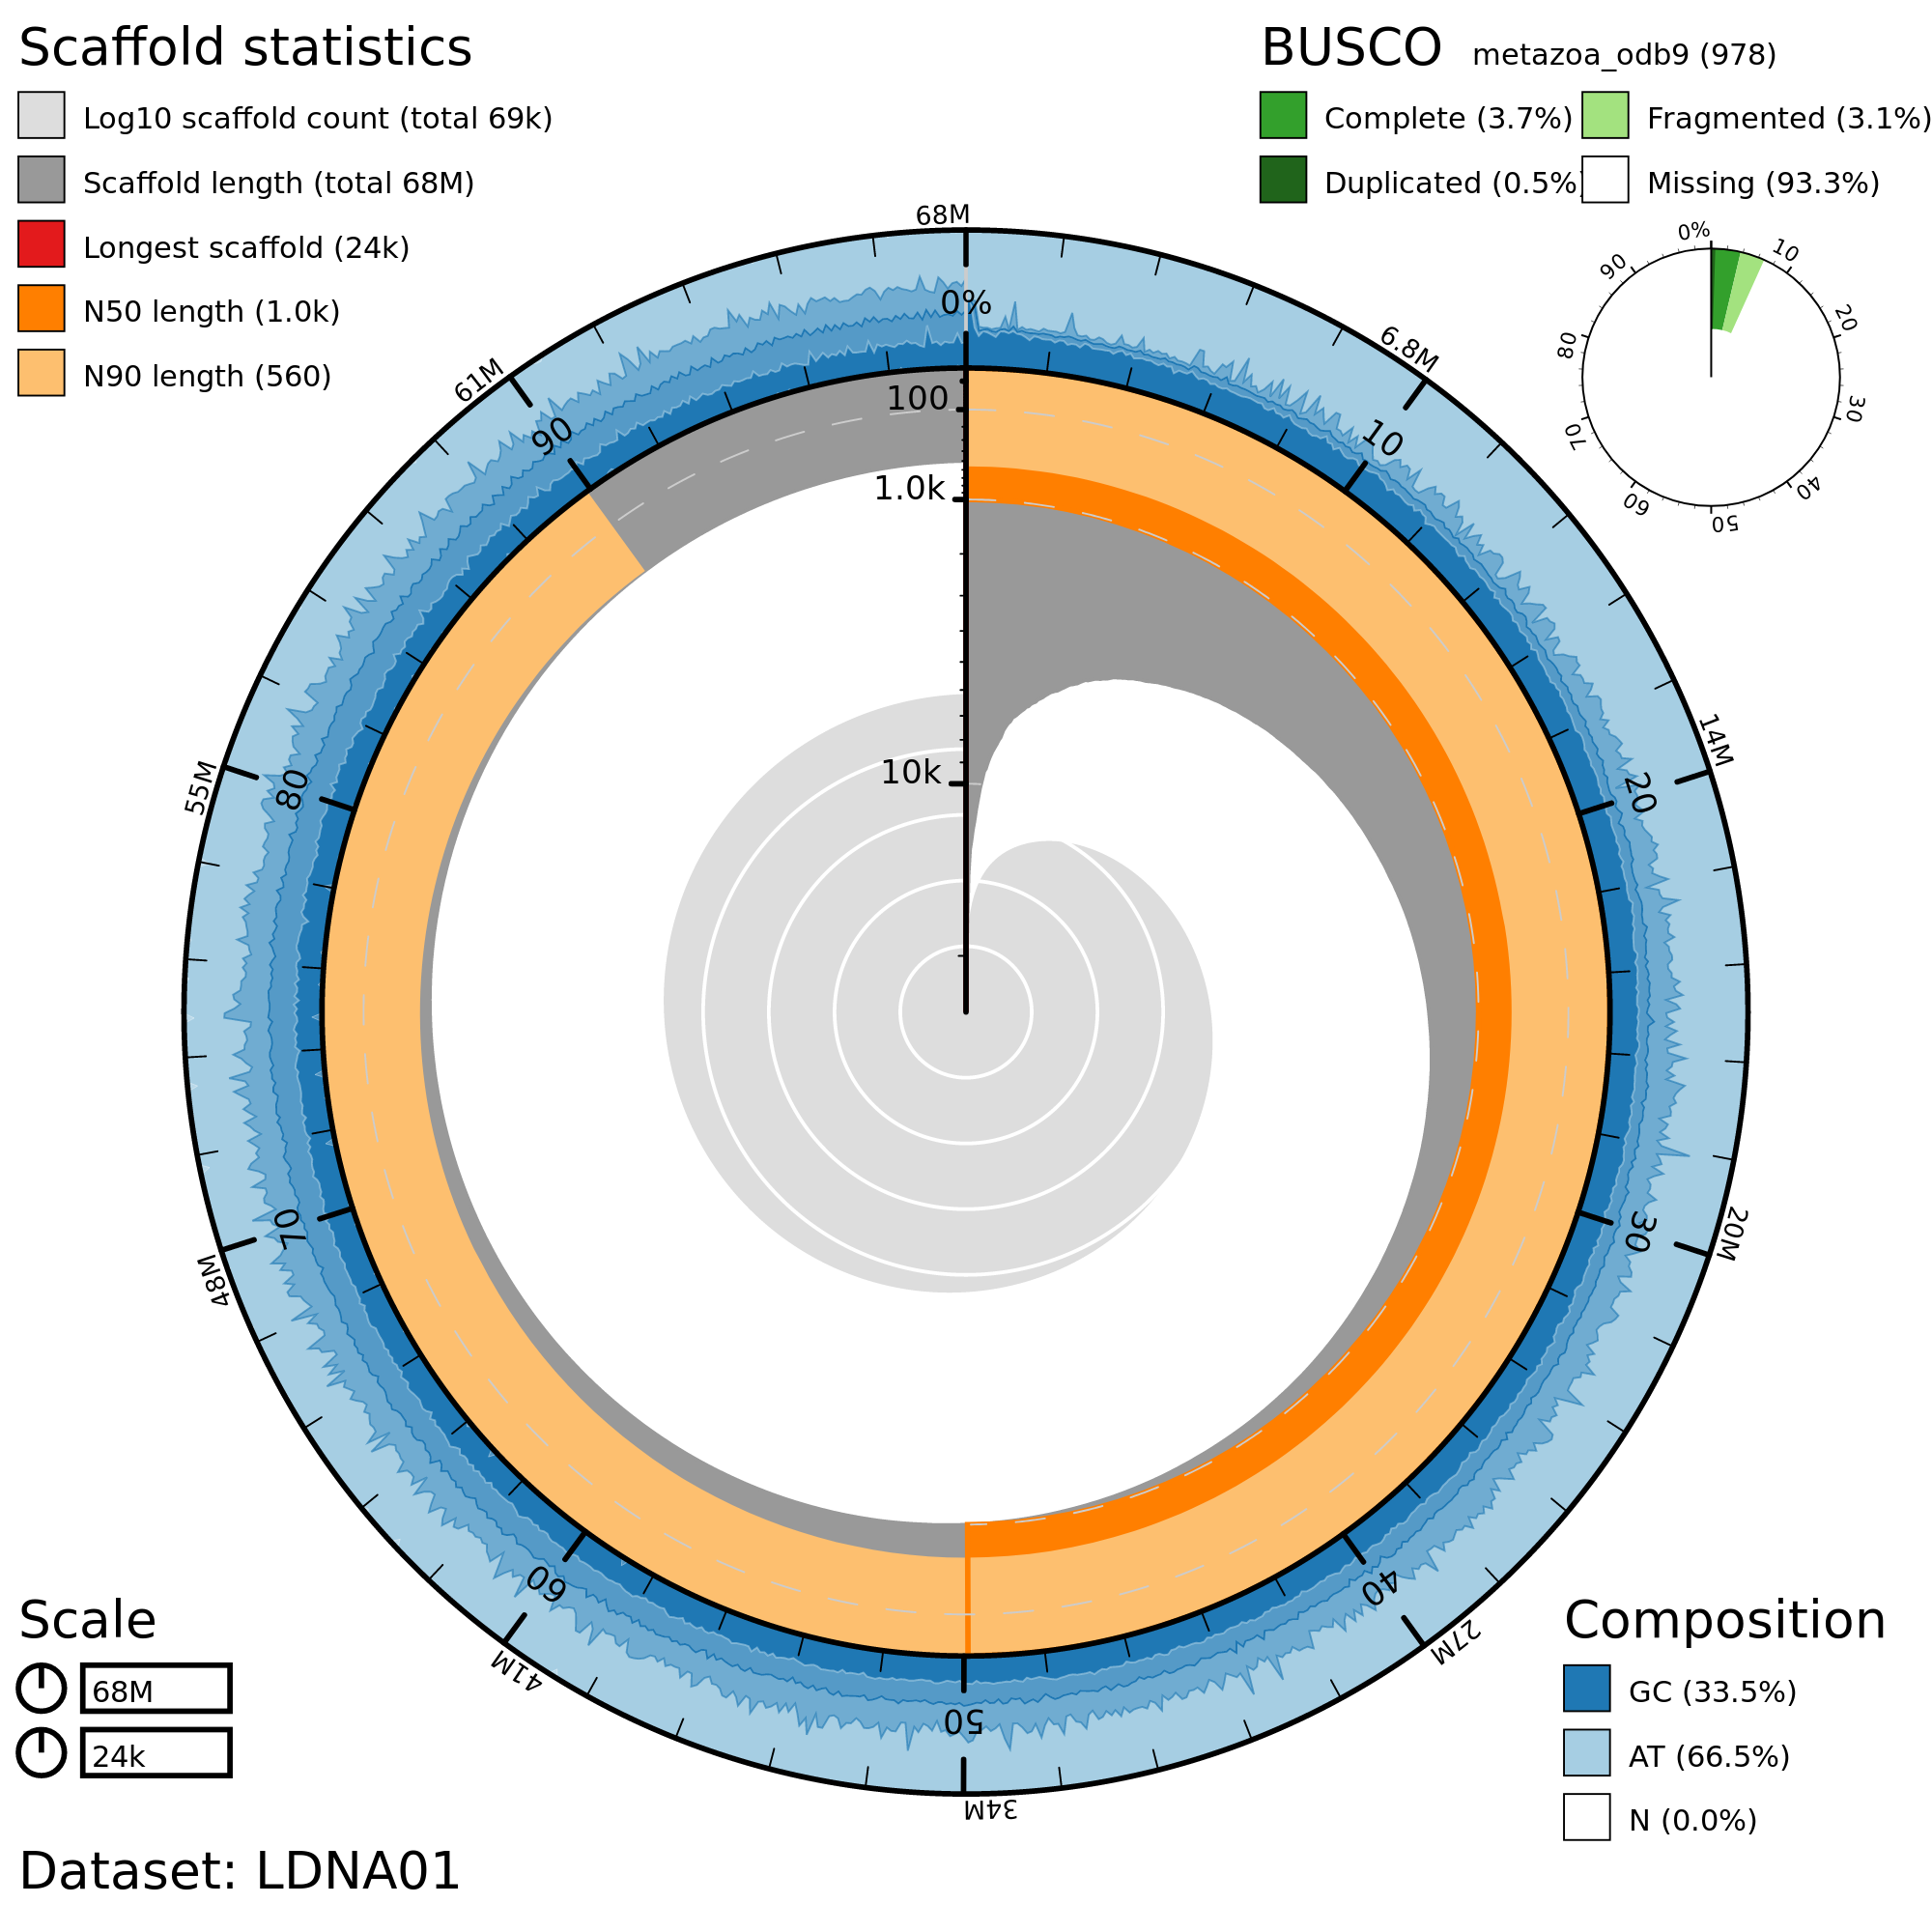 Scaffold statistics
Log10 scaffold count (total 69k)
Scaffold length (total 68M)
Longest scaffold (24k)
N50 length (1.0k)
N90 length (560)
BUSCO metazoa_odb9 (978)
Complete (3.7%) Fragmented (3.1%)
Duplicated (0.5%) Missing (93.3%)
0%
10
20
30
40
50
60
70
80
90
68M
6.8M
14M
20M
27M
34M
41M
48M
55M
61M
0%
10
20
30
40
50
60
70
80
90
100
1.0k
10k
Scale
68M
24k
Composition
GC (33.5%)
AT (66.5%)
N (0.0%)
Dataset: LDNA01